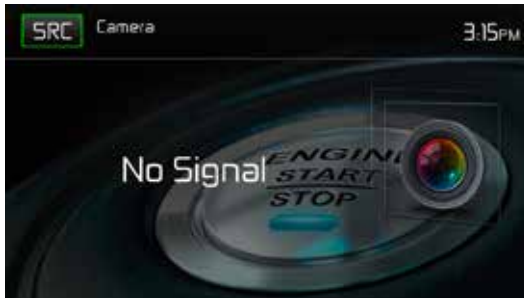 SRC
Camera
3:15PM
No Signal
ENGINE
START
STOP